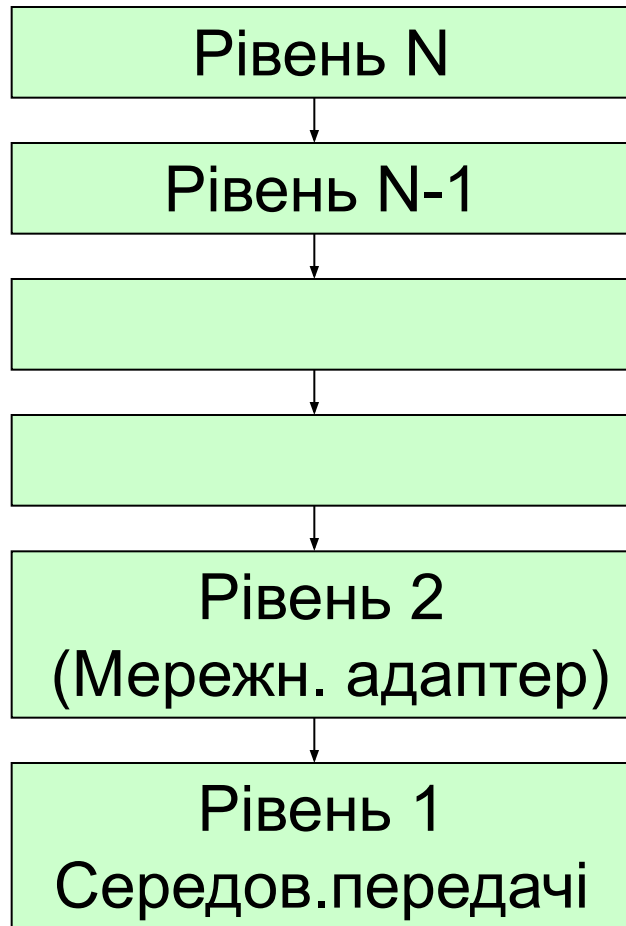 Рівень N
Рівень N-1
Рівень 2
(Мережн. адаптер)
Рівень 1
Середов.передачі